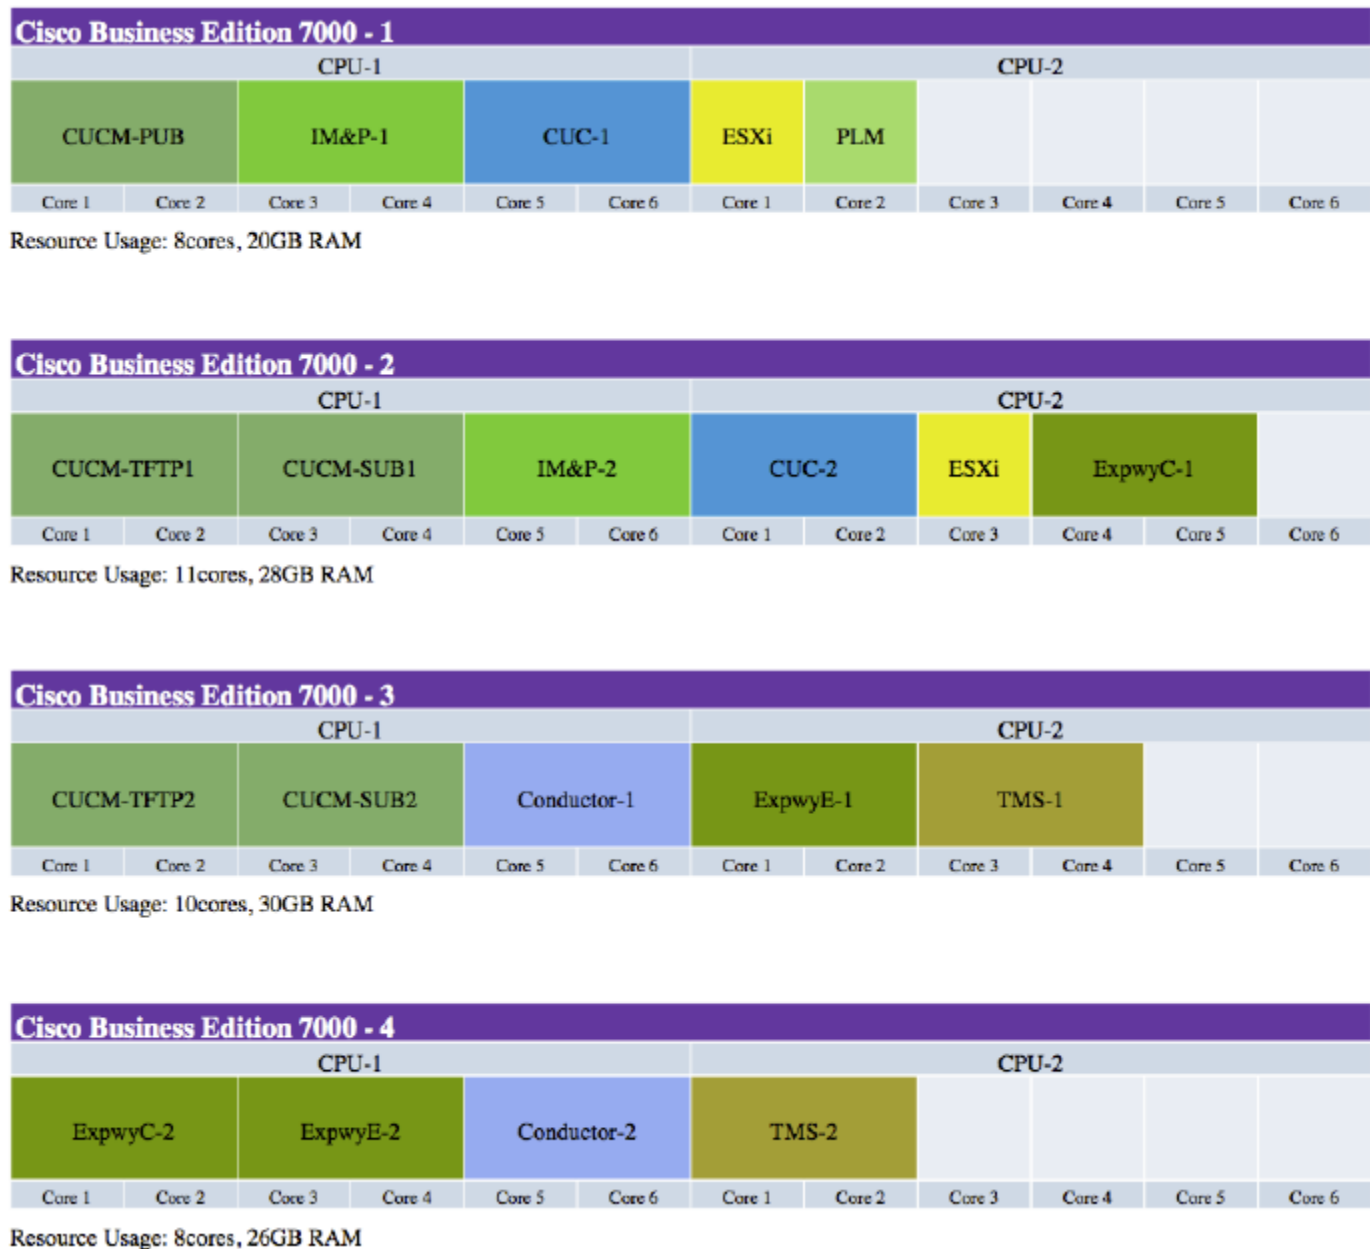 Cisco Business Edition 7000 - 1
CPU-1 CPU-2
CUCM-PUB IM&P-1 CUC-1 ESXi PLM
Core 1 Core 2 Core 3 Core 4 Core 5 Core 6 Core 1 Core 2 Core 3 Core 4 Core 5 Core 6
Resource Usage: 8cores, 20GB RAM
Cisco Business Edition 7000 - 2
CPU-1 CPU-2
CUCM-TFTP1 CUCM-SUB1 IM&P-2 CUC-2 ESXi ExpwyC-1
Core 1 Core 2 Core 3 Core 4 Core 5 Core 6 Core 1 Core 2 Core 3 Core 4 Core 5 Core 6
Resource Usage: 11cores, 28GB RAM
Cisco Business Edition 7000 - 3
CPU-1 CPU-2
CUCM-TFTP2 CUCM-SUB2 Conductor-1 ExpwyE-1 TMS-1
Core 1 Core 2 Core 3 Core 4 Core 5 Core 6 Core 1 Core 2 Core 3 Core 4 Core 5 Core 6
Resource Usage: 10cores, 30GB RAM
Cisco Business Edition 7000 - 4
CPU-1 CPU-2
ExpwyC-2 ExpwyE-2 Conductor-2 TMS-2
Core 1 Core 2 Core 3 Core 4 Core 5 Core 6 Core 1 Core 2 Core 3 Core 4 Core 5 Core 6
Resource Usage: 8cores, 26GB RAM